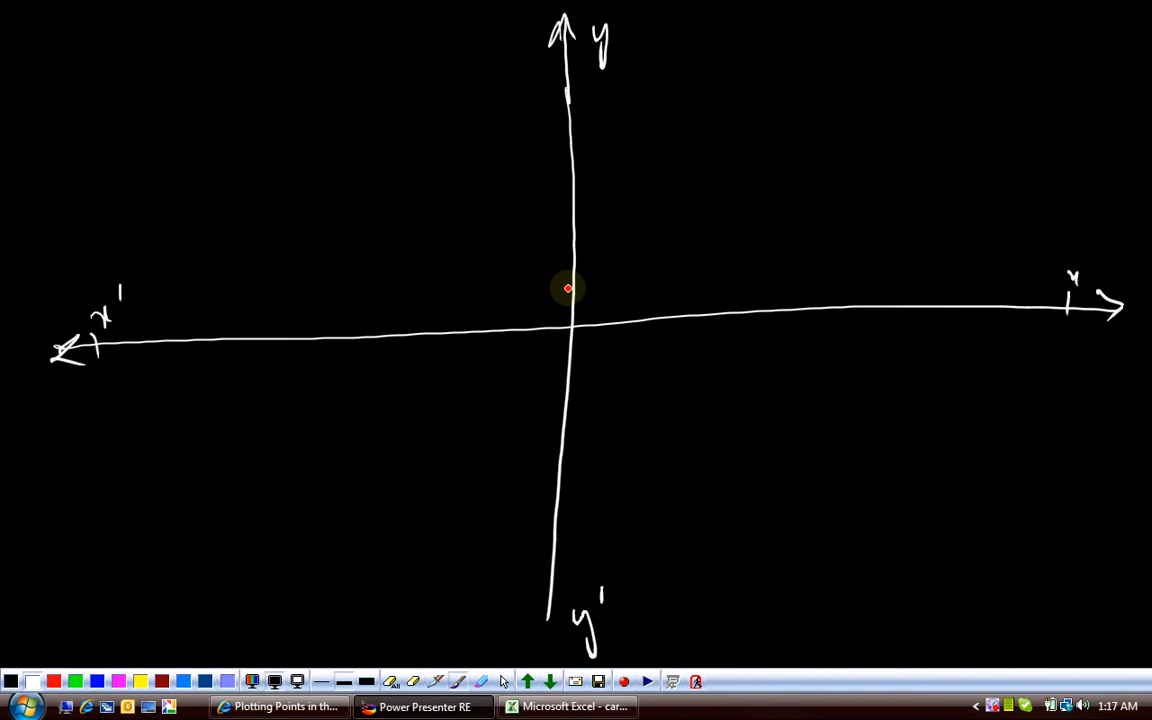 y
x
x'
y'
Plotting Points in th...
Power Presenter RE
Microsoft Excel - car...
1:17 AM